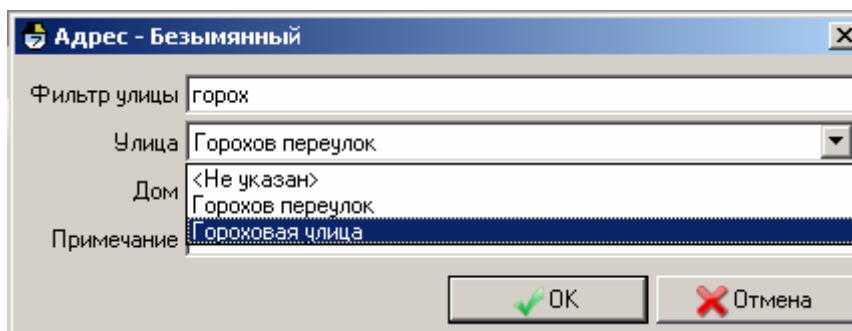 Адрес - Безымянный
Фильтр улицы горох
Улица Горохов переулок
<Не указан>
Дом
Горохов переулок
Гороховая улица
Примечание
OK Отмена